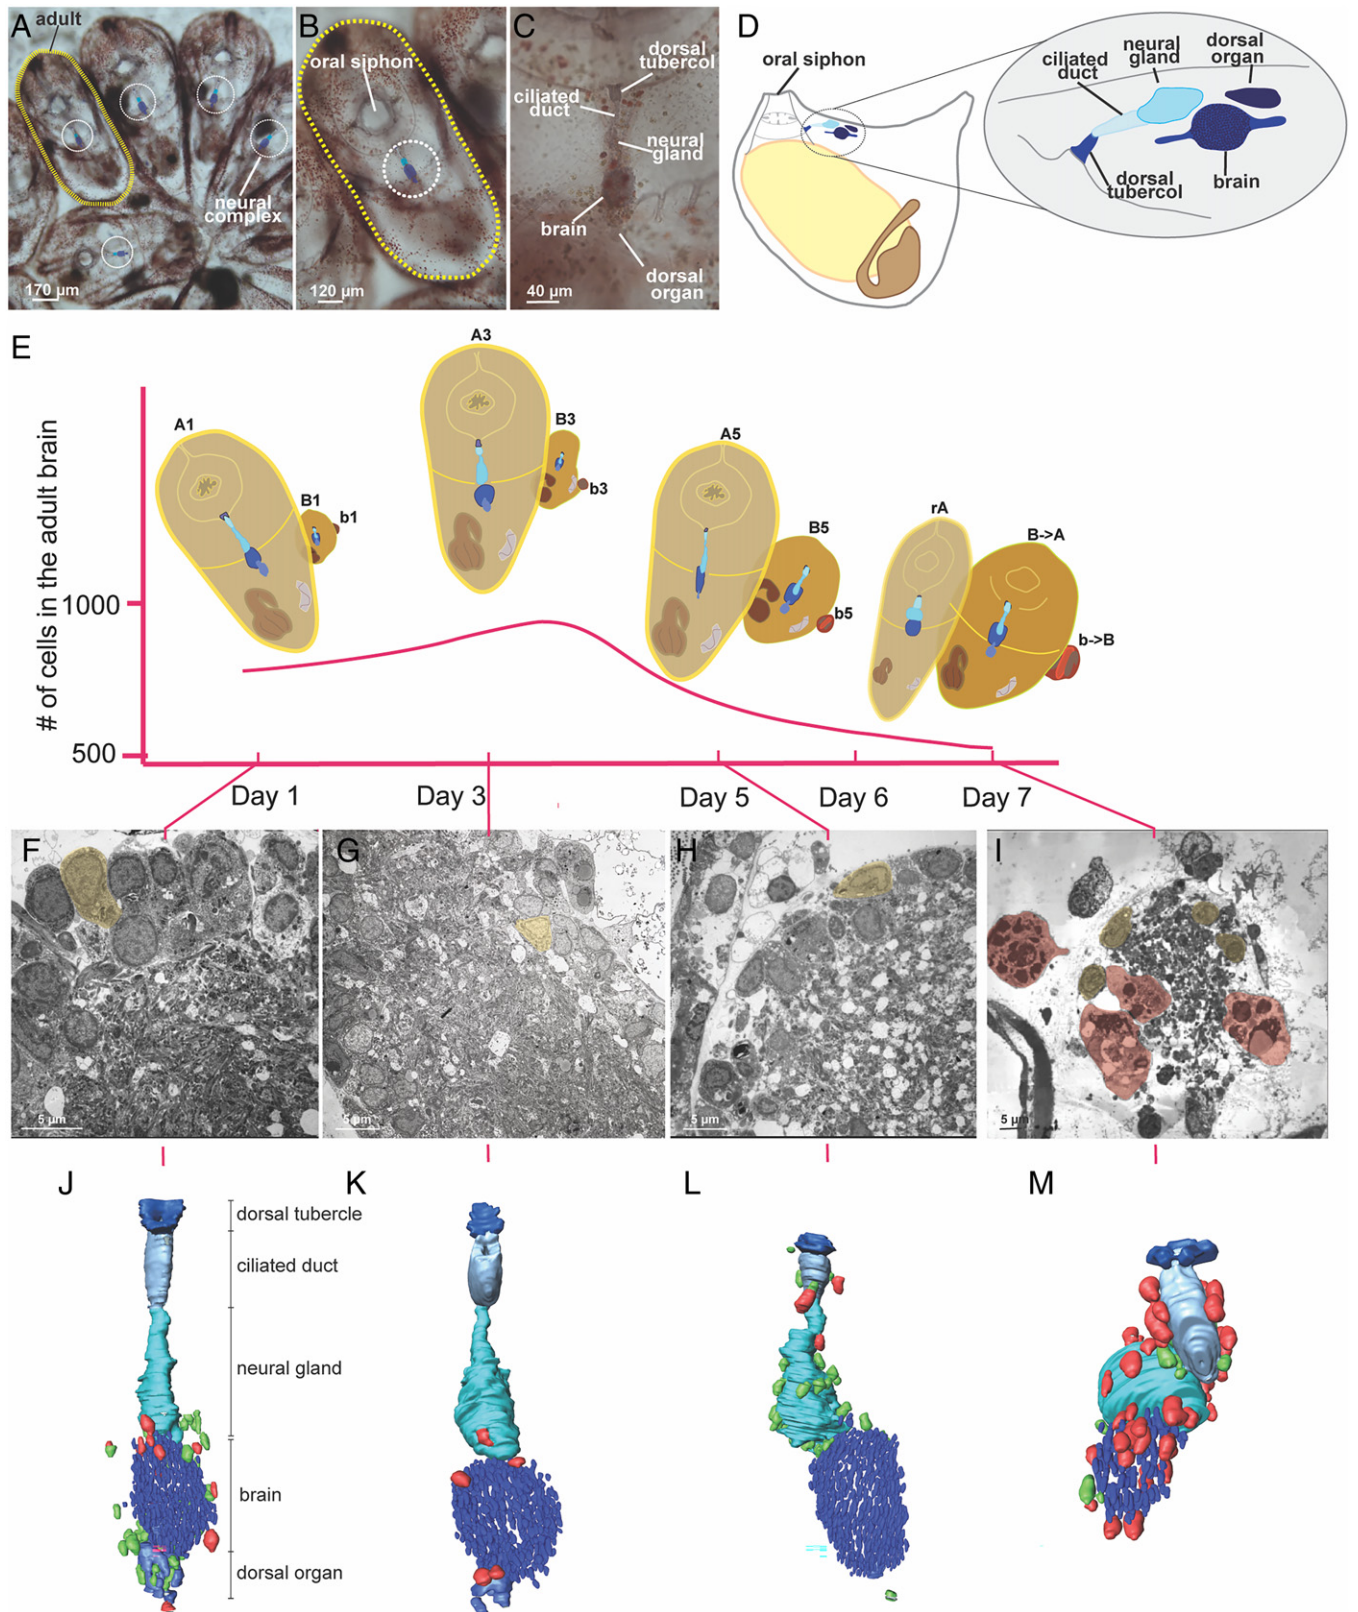 A
adult
neural
complex
170 µm
B
oral siphon
120 µm
C
dorsal
tubercol
ciliated
duct
neural
gland
brain
dorsal
organ
40 µm
D
oral siphon
ciliated
duct
neural
gland
dorsal
organ
dorsal
tubercol
brain
E
# of cells in the adult brain
1000
500
A1
B1
b1
A3
B3
b3
A5
B5
b5
rA
B->A
b->B
Day 1
Day 3
Day 5
Day 6
Day 7
F
5 µm
G
5 µm
H
5 µm
I
5 µm
J
K
L
M
dorsal tubercle
ciliated duct
neural gland
brain
dorsal organ